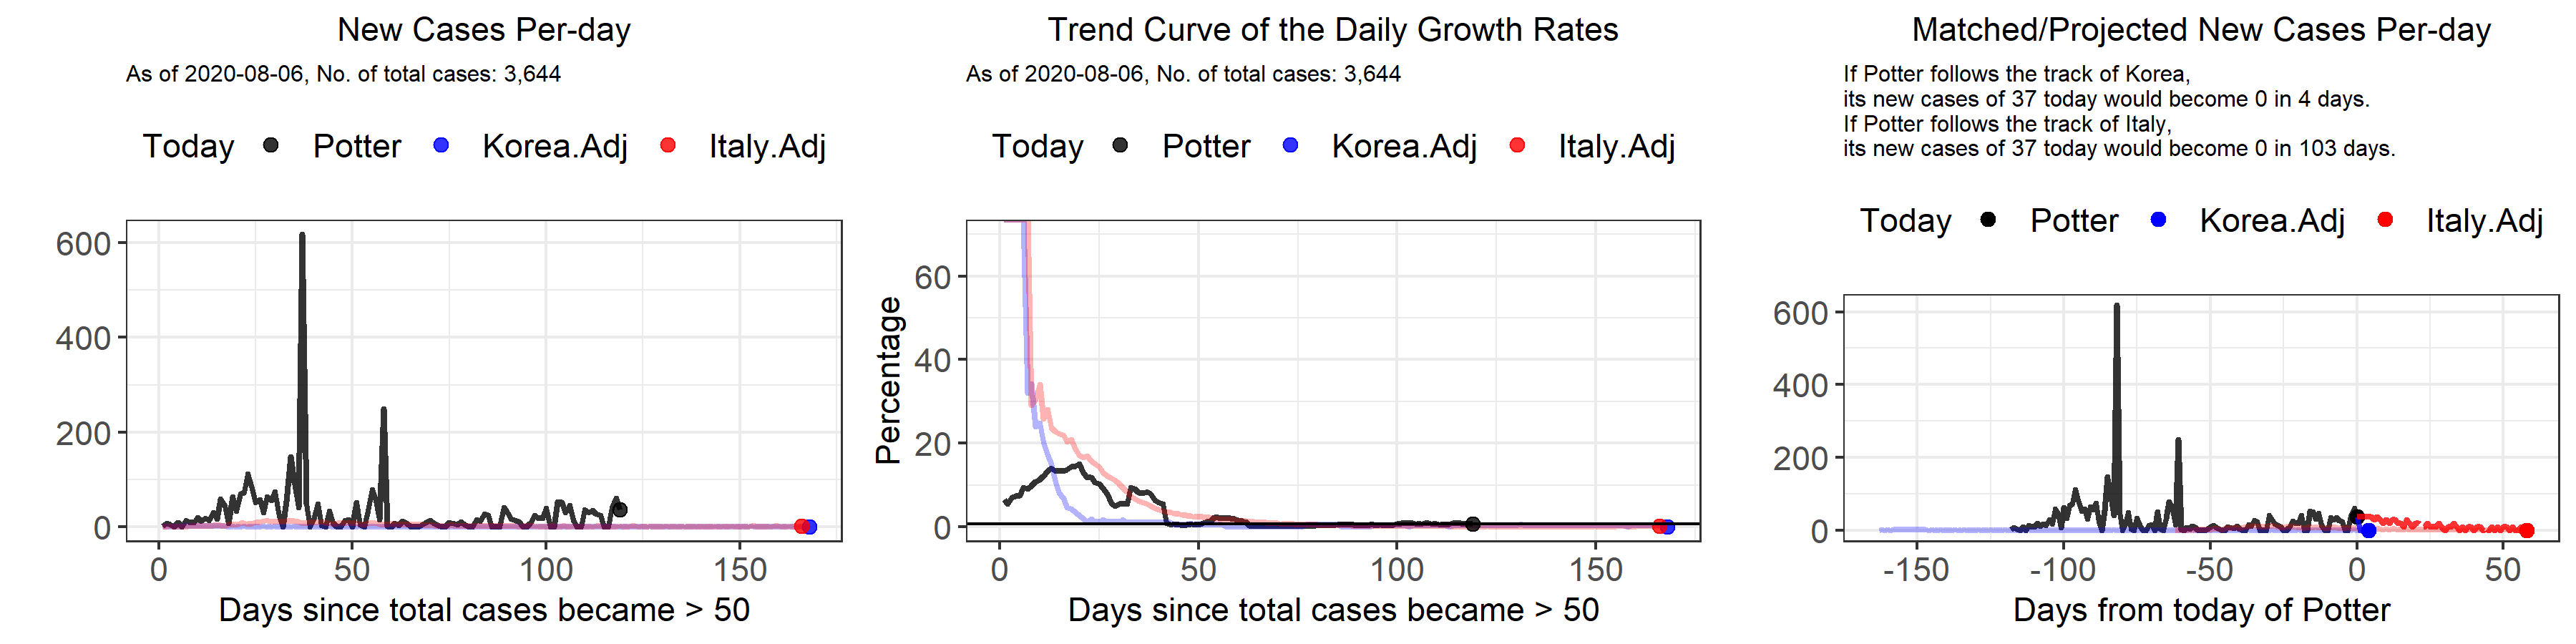 New Cases Per-day
As of 2020-08-06, No. of total cases: 3,644
Today Potter Korea.Adj Italy.Adj
600
400
200
0
0 50 100 150
Days since total cases became > 50
Trend Curve of the Daily Growth Rates
As of 2020-08-06, No. of total cases: 3,644
Today Potter Korea.Adj Italy.Adj
Percentage
60
40
20
0
0 50 100 150
Days since total cases became > 50
Matched/Projected New Cases Per-day
If Potter follows the track of Korea,
its new cases of 37 today would become 0 in 4 days.
If Potter follows the track of Italy,
its new cases of 37 today would become 0 in 103 days.
Today Potter Korea.Adj Italy.Adj
600
400
200
0
-150 -100 -50 0 50
Days from today of Potter